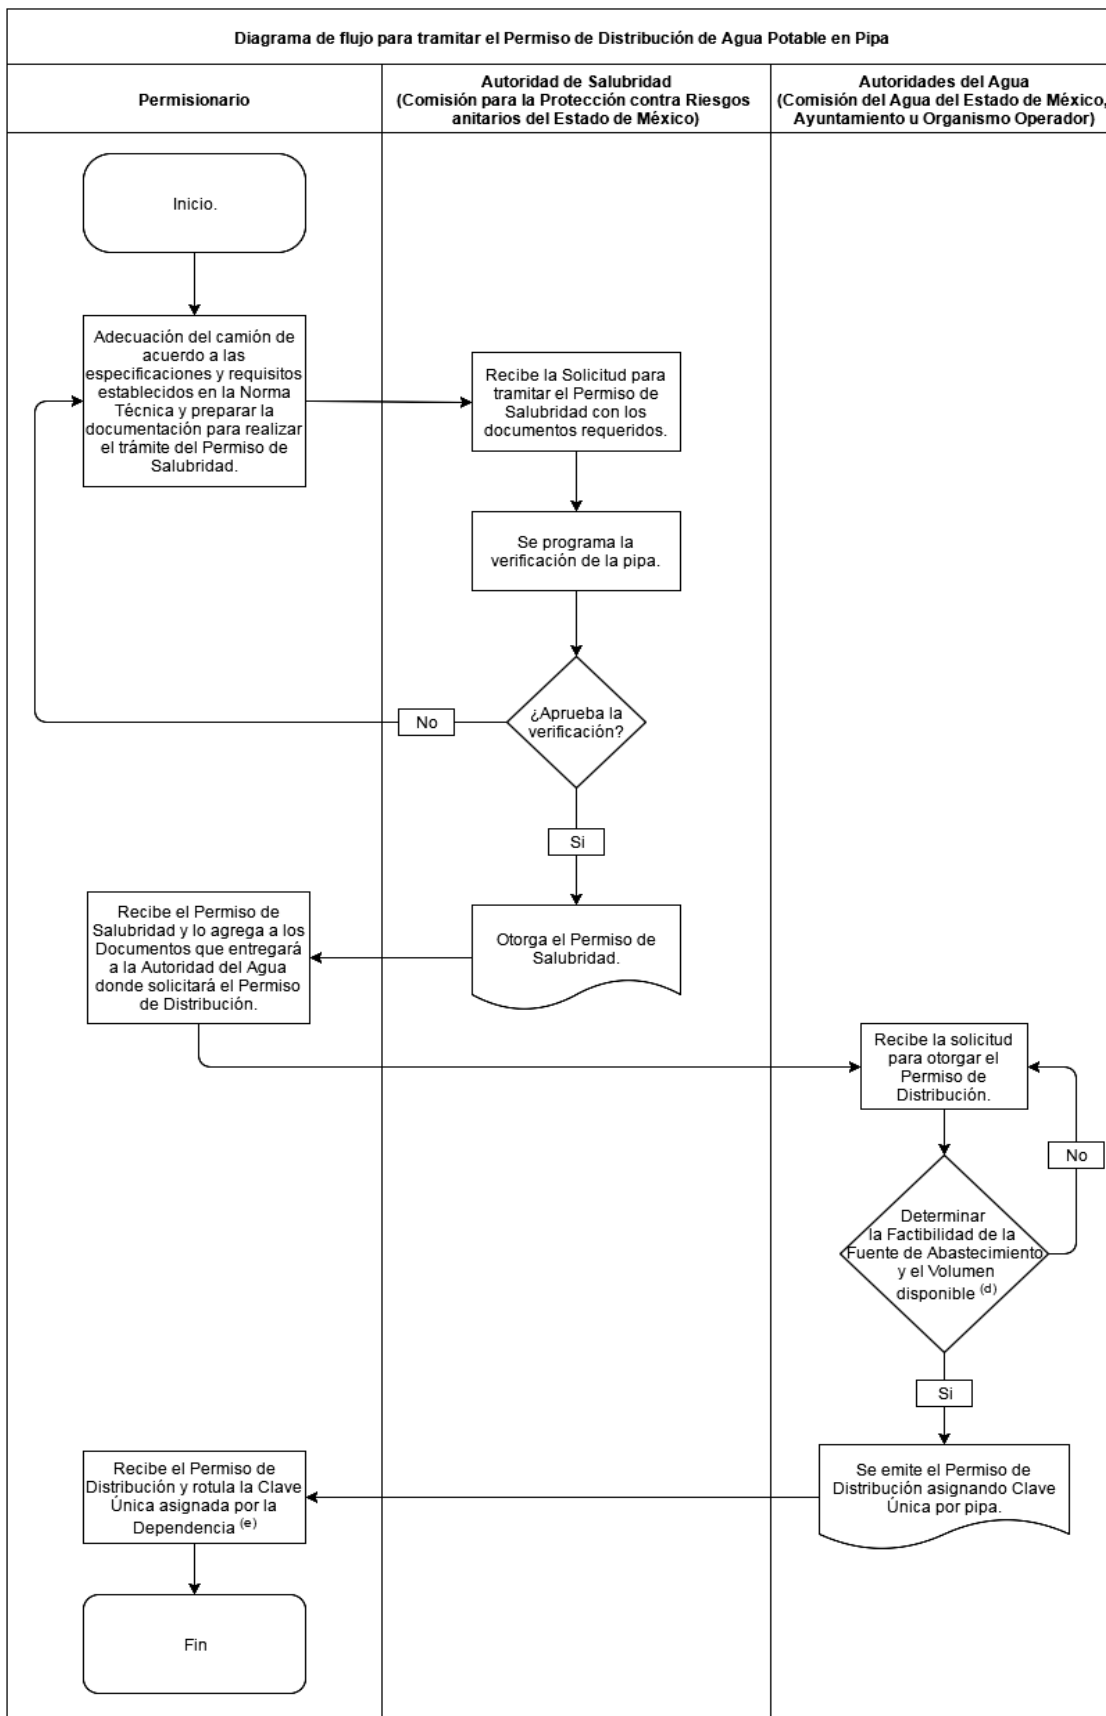 Diagrama de flujo para tramitar el Permiso de Distribución de Agua Potable en Pipa
Permisionario
Autoridad de Salubridad
(Comisión para la Protección contra Riesgos
anitarios del Estado de México)
Autoridades del Agua
(Comisión del Agua del Estado de México,
Ayuntamiento u Organismo Operador)
Inicio.
Adecuación del camión de
acuerdo a las
especificaciones y requisitos
establecidos en la Norma
Técnica y preparar la
documentación para realizar
el trámite del Permiso de
Salubridad.
Recibe la Solicitud para
tramitar el Permiso de
Salubridad con los
documentos requeridos.
Se programa la
verificación de la pipa.
¿Aprueba la
verificación?
No
Si
Otorga el Permiso de
Salubridad.
Recibe el Permiso de
Salubridad y lo agrega a los
Documentos que entregará
a la Autoridad del Agua
donde solicitará el Permiso
de Distribución.
Recibe la solicitud
para otorgar el
Permiso de
Distribución.
No
Determinar
la Factibilidad de la
Fuente de Abastecimiento
y el Volumen
disponible (d)
Si
Se emite el Permiso de
Distribución asignando Clave
Única por pipa.
Recibe el Permiso de
Distribución y rotula la Clave
Única asignada por la
Dependencia (e)
Fin